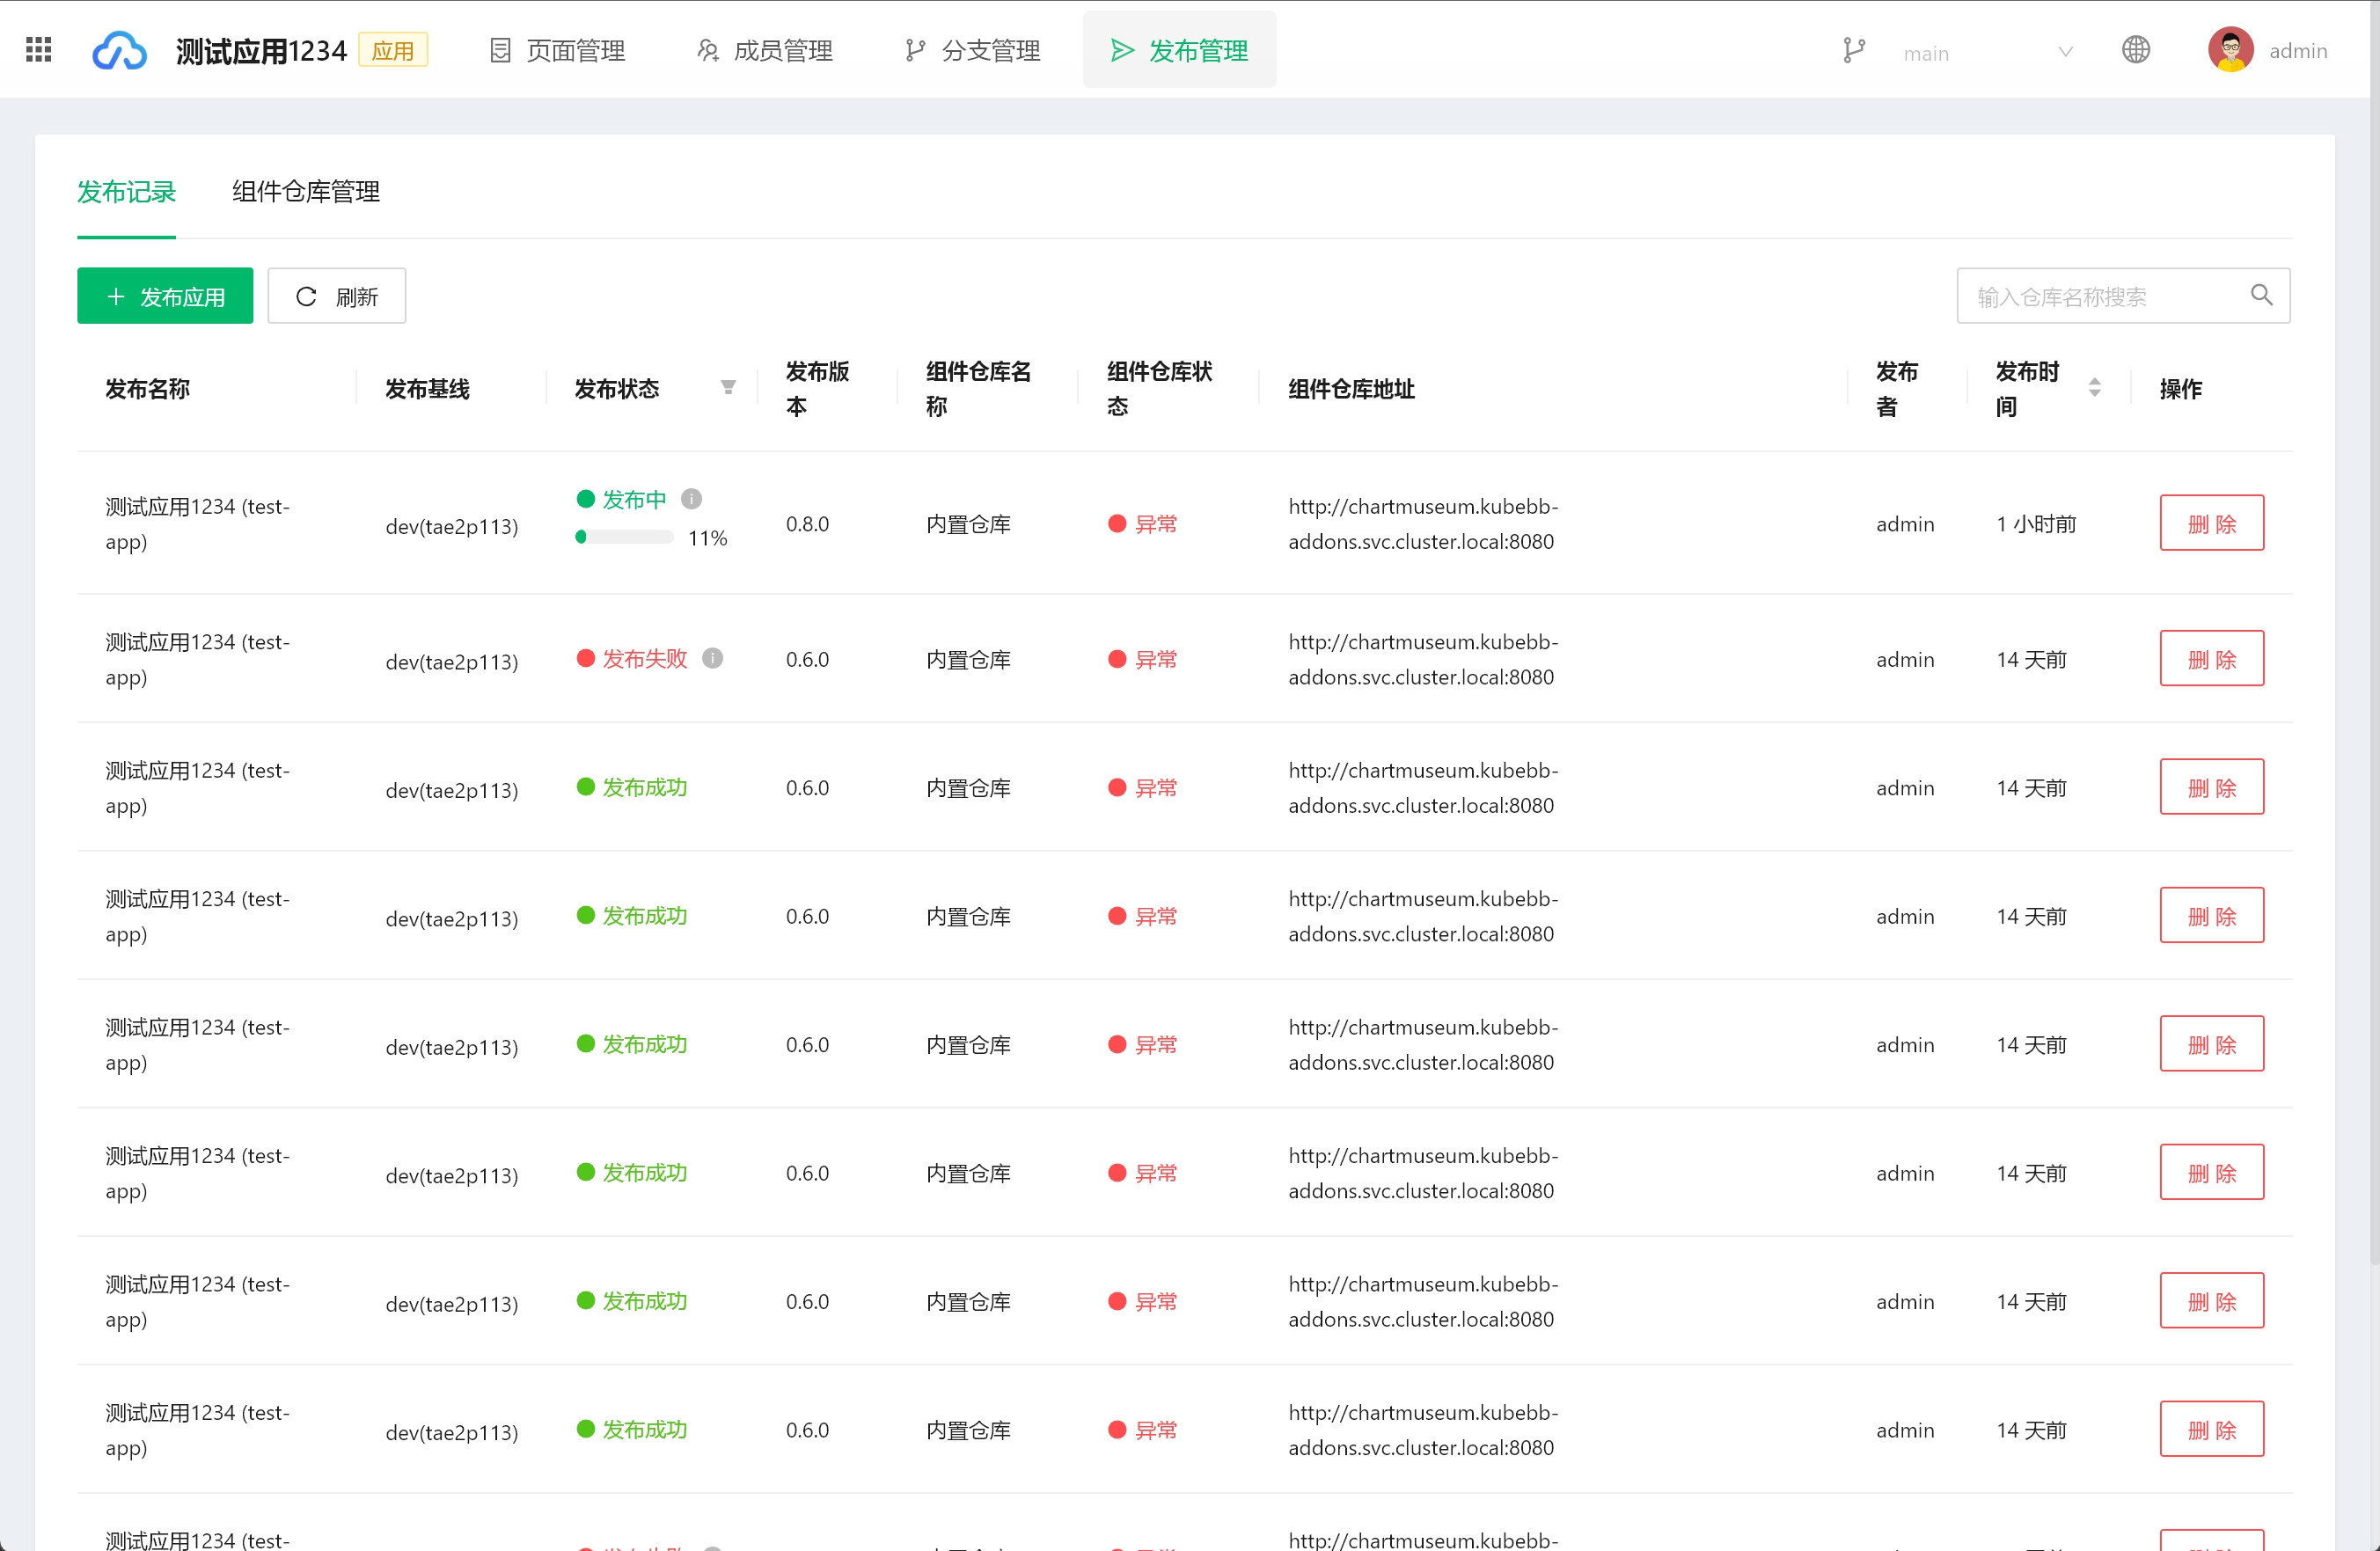 测试应用1234 应用 页面管理 成员管理 分支管理 发布管理 main admin
发布记录 组件仓库管理
发布应用 刷新 输入仓库名称搜索
发布名称 发布基线 发布状态 发布版本 组件仓库名称 组件仓库状态 组件仓库地址 发布者 发布时间 操作
测试应用1234 (test-app) dev(tae2p113) 发布中 11% 0.8.0 内置仓库 异常 http://chartmuseum.kubebb-addons.svc.cluster.local:8080 admin 1 小时前 删 除
测试应用1234 (test-app) dev(tae2p113) 发布失败 0.6.0 内置仓库 异常 http://chartmuseum.kubebb-addons.svc.cluster.local:8080 admin 14 天前 删 除
测试应用1234 (test-app) dev(tae2p113) 发布成功 0.6.0 内置仓库 异常 http://chartmuseum.kubebb-addons.svc.cluster.local:8080 admin 14 天前 删 除
测试应用1234 (test-app) dev(tae2p113) 发布成功 0.6.0 内置仓库 异常 http://chartmuseum.kubebb-addons.svc.cluster.local:8080 admin 14 天前 删 除
测试应用1234 (test-app) dev(tae2p113) 发布成功 0.6.0 内置仓库 异常 http://chartmuseum.kubebb-addons.svc.cluster.local:8080 admin 14 天前 删 除
测试应用1234 (test-app) dev(tae2p113) 发布成功 0.6.0 内置仓库 异常 http://chartmuseum.kubebb-addons.svc.cluster.local:8080 admin 14 天前 删 除
测试应用1234 (test-app) dev(tae2p113) 发布成功 0.6.0 内置仓库 异常 http://chartmuseum.kubebb-addons.svc.cluster.local:8080 admin 14 天前 删 除
测试应用1234 (test-app) dev(tae2p113) 发布成功 0.6.0 内置仓库 异常 http://chartmuseum.kubebb-addons.svc.cluster.local:8080 admin 14 天前 删 除
测试应用1234 (test- http://chartmuseum.kubebb-